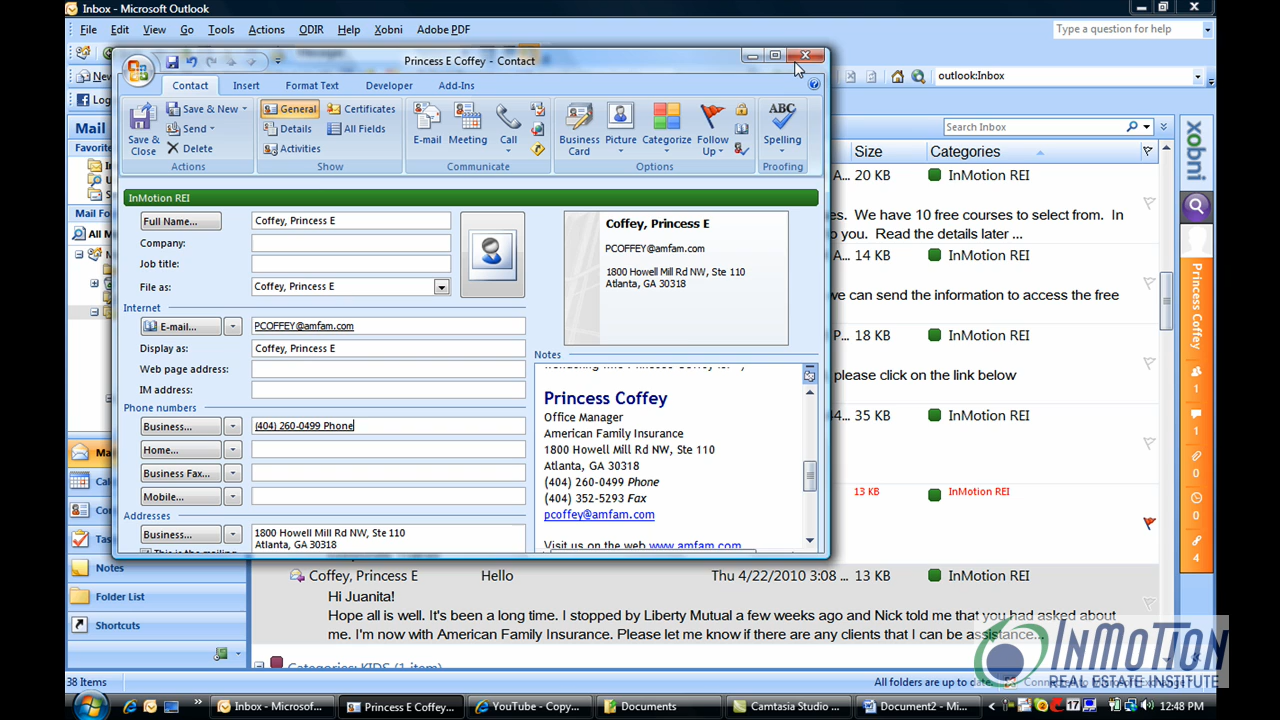 Inbox - Microsoft Outlook
File Edit View Go Tools Actions ODIR Help Xobni Adobe PDF
Type a question for help
Princess E Coffey - Contact
outlook:Inbox
Contact Insert Format Text Developer Add-Ins
Save & Close
Save & New
Send
Delete
Actions
General
Details
Activities
Certificates
All Fields
Show
E-mail Meeting Call
Communicate
Business Card
Picture
Categorize
Follow Up
Options
ABC
Spelling
Proofing
Mail
Search Inbox
Size Categories
20 KB InMotion REI
es. We have 10 free courses to select from. In
o you. Read the details later ...
14 KB InMotion REI
we can send the information to access the free
18 KB InMotion REI
please click on the link below
35 KB InMotion REI
13 KB InMotion REI
InMotion REI
Full Name... Coffey, Princess E
Company:
Job title:
File as: Coffey, Princess E
Internet
E-mail... PCOFFEY@amfam.com
Display as: Coffey, Princess E
Web page address:
IM address:
Phone numbers
Business... (404) 260-0499 Phone
Home...
Business Fax...
Mobile...
Addresses
Business... 1800 Howell Mill Rd NW, Ste 110
Atlanta, GA 30318
This is the mailing
Coffey, Princess E
PCOFFEY@amfam.com
1800 Howell Mill Rd NW, Ste 110
Atlanta, GA 30318
Notes
Princess Coffey
Office Manager
American Family Insurance
1800 Howell Mill Rd NW, Ste 110
Atlanta, GA 30318
(404) 260-0499 Phone
(404) 352-5293 Fax
pcoffey@amfam.com
Visit us on the web www.amfam.com
xobni
Princess Coffey
1
1
0
0
4
Notes
Folder List
Shortcuts
Coffey, Princess E Hello Thu 4/22/2010 3:08 ... 13 KB InMotion REI
Hi Juanita!
Hope all is well. It's been a long time. I stopped by Liberty Mutual a few weeks ago and Nick told me that you had asked about
me. I'm now with American Family Insurance. Please let me know if there are any clients that I can be assistance...
Categories: KIDS (1 item)
INMOTION
REAL ESTATE INSTITUTE
38 Items
All folders are up to date.
Inbox - Microsof...
Princess E Coffey...
YouTube - Copy...
Documents
Camtasia Studio ...
Document2 - Mi...
17
12:48 PM